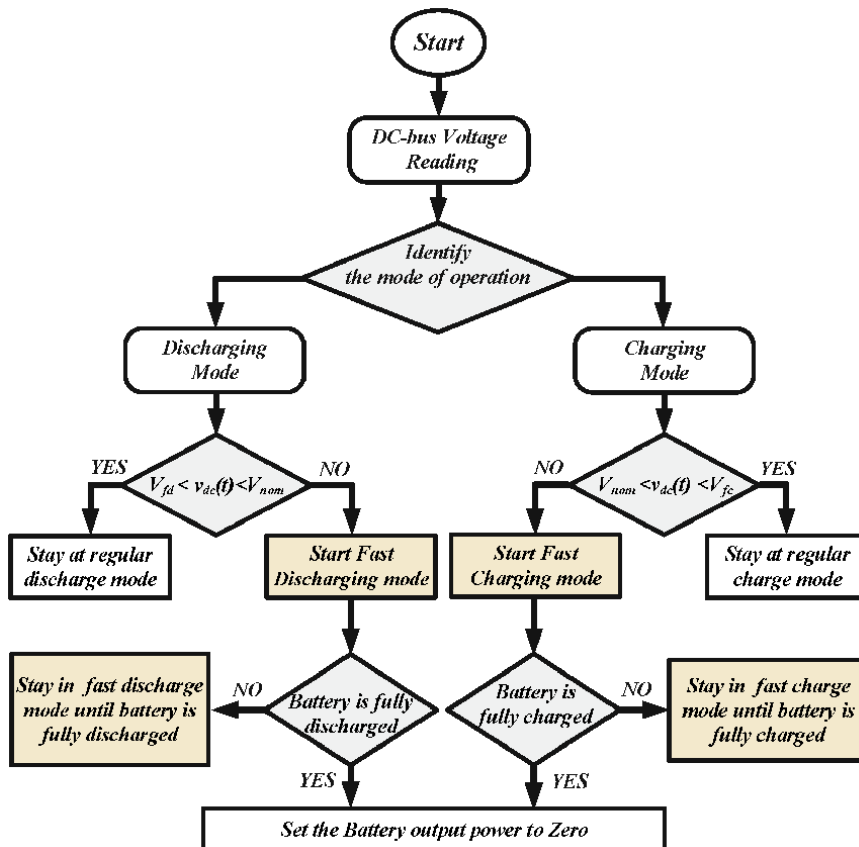 Start
DC-bus Voltage
Reading
Identify
the mode of operation
Discharging
Mode
Charging
Mode
YES
V_fd < v_dc(t) < V_nom
NO
NO
V_nom < v_dc(t) < V_fc
YES
Stay at regular
discharge mode
Start Fast
Discharging mode
Start Fast
Charging mode
Stay at regular
charge mode
Stay in fast discharge
mode until battery is
fully discharged
NO
Battery is fully
discharged
Battery is
fully charged
NO
Stay in fast charge
mode until battery is
fully charged
YES
YES
Set the Battery output power to Zero